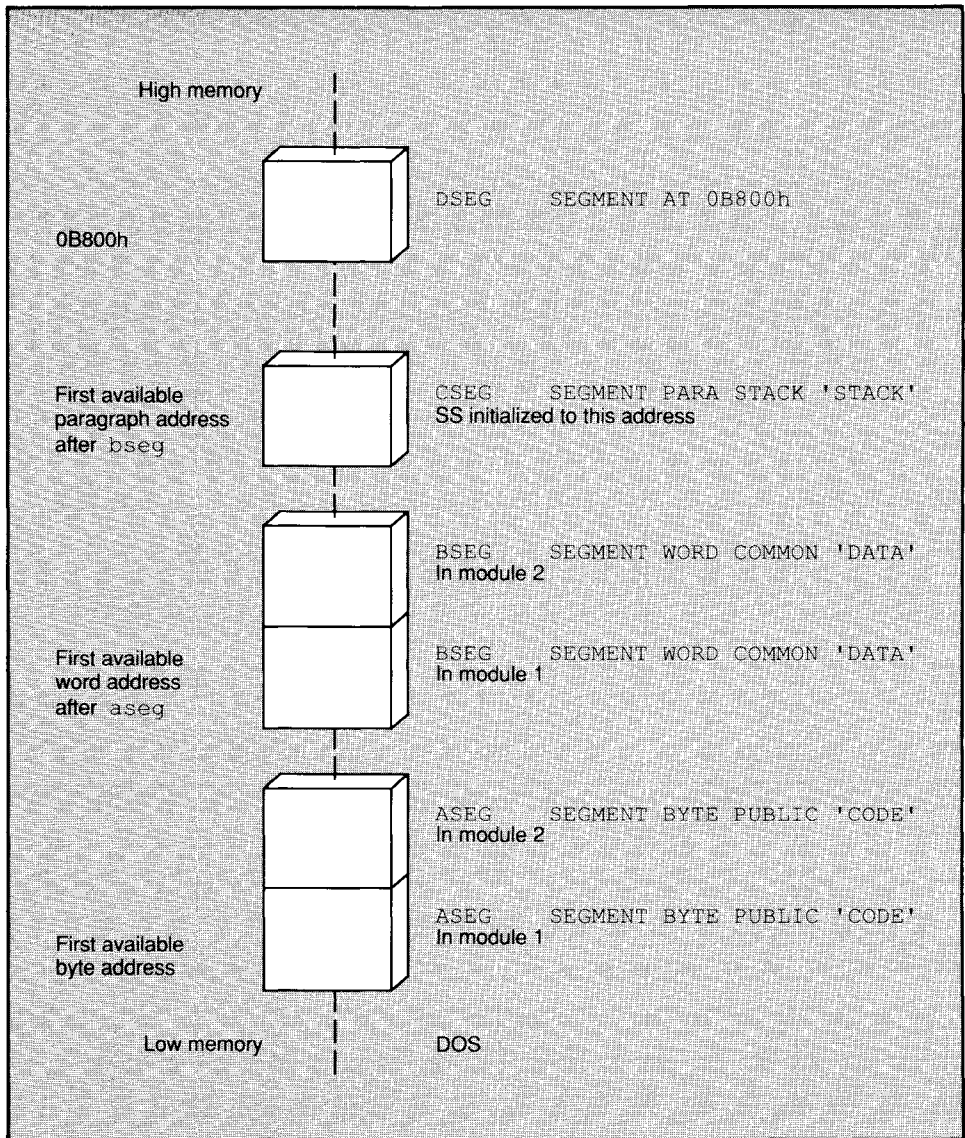 High memory
DSEG SEGMENT AT 0B800h
0B800h
First available
paragraph address
after bseg
CSEG SEGMENT PARA STACK 'STACK'
SS initialized to this address
BSEG SEGMENT WORD COMMON 'DATA'
In module 2
First available
word address
after aseg
BSEG SEGMENT WORD COMMON 'DATA'
In module 1
ASEG SEGMENT BYTE PUBLIC 'CODE'
In module 2
First available
byte address
ASEG SEGMENT BYTE PUBLIC 'CODE'
In module 1
Low memory
DOS